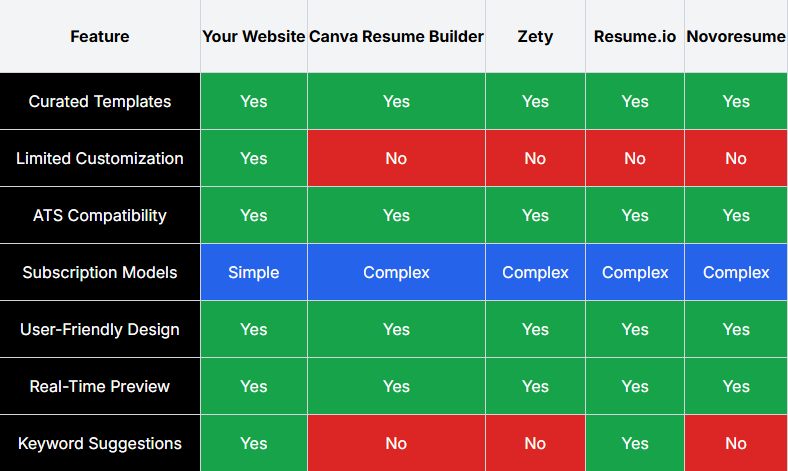 Feature Your Website Canva Resume Builder Zety Resume.io Novoresume
Curated Templates Yes Yes Yes Yes Yes
Limited Customization Yes No No No No
ATS Compatibility Yes Yes Yes Yes Yes
Subscription Models Simple Complex Complex Complex Complex
User-Friendly Design Yes Yes Yes Yes Yes
Real-Time Preview Yes Yes Yes Yes Yes
Keyword Suggestions Yes No No Yes No